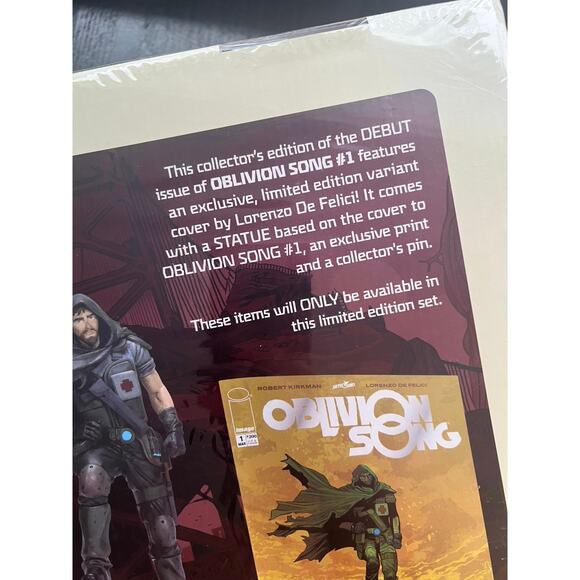 This collector's edition of the DEBUT
issue of OBLIVION SONG #1 features
an exclusive, limited edition variant
cover by Lorenzo De Felici! It comes
with a STATUE based on the cover to
OBLIVION SONG #1, an exclusive print
and a collector's pin.
These items will ONLY be available in
this limited edition set.
ROBERT KIRKMAN LORENZO DE FELICI
OBLIVION
SONG
image
1
MAR